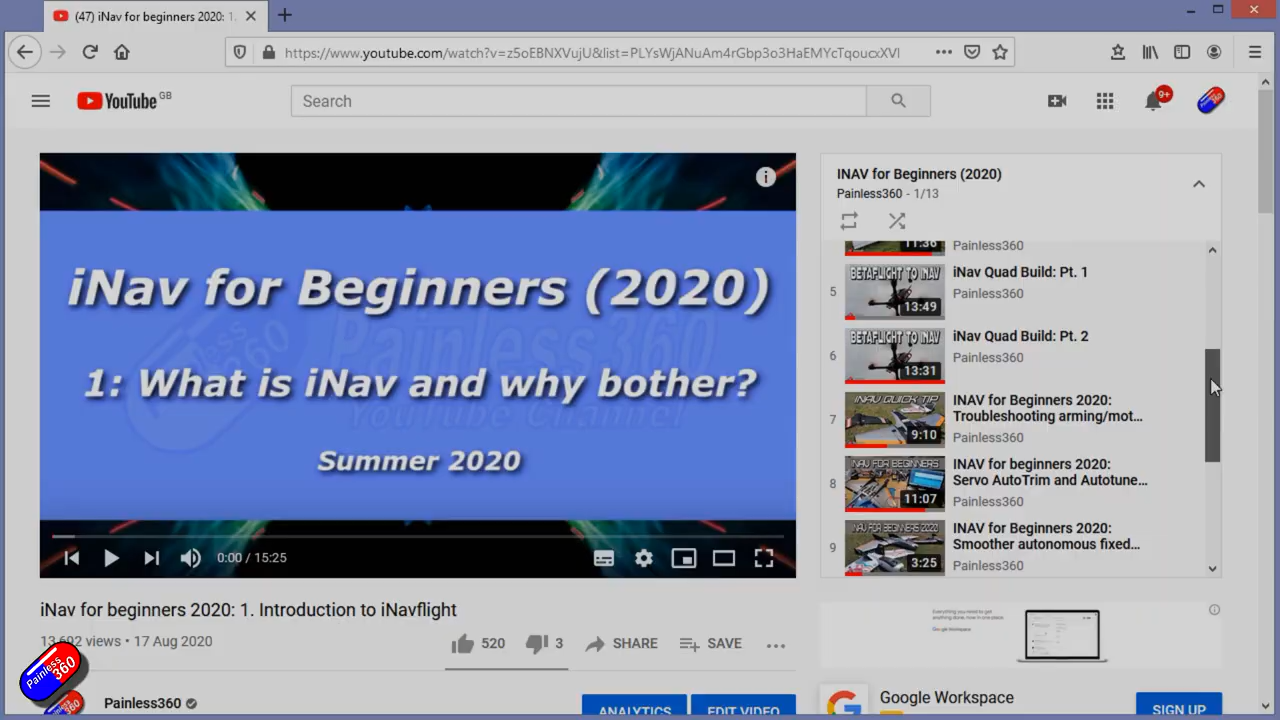 (47) iNav for beginners 2020: 1.
https://www.youtube.com/watch?v=z5oEBNXVujU&list=PLYsWjANuAm4rGbp3o3HaEMYcTqoucxXVI
YouTube GB
Search
9+
iNav for Beginners (2020)
1: What is iNav and why bother?
Summer 2020
0:00 / 15:25
INAV for Beginners (2020)
Painless360 - 1/13
11:36
Painless360
5
BETAFLIGHT TO INAV
13:49
iNav Quad Build: Pt. 1
Painless360
6
BETAFLIGHT TO INAV
13:31
iNav Quad Build: Pt. 2
Painless360
7
INAV QUICK TIP
9:10
INAV for Beginners 2020:
Troubleshooting arming/mot...
Painless360
8
INAV FOR BEGINNERS
11:07
INAV for beginners 2020:
Servo AutoTrim and Autotune...
Painless360
9
INAV FOR BEGINNERS 2020
3:25
INAV for Beginners 2020:
Smoother autonomous fixed...
Painless360
iNav for beginners 2020: 1. Introduction to iNavflight
13,602 views • 17 Aug 2020
520
3
SHARE
SAVE
Painless360
Painless360
ANALYTICS
EDIT VIDEO
Google Workspace
Google Workspace
SIGN UP